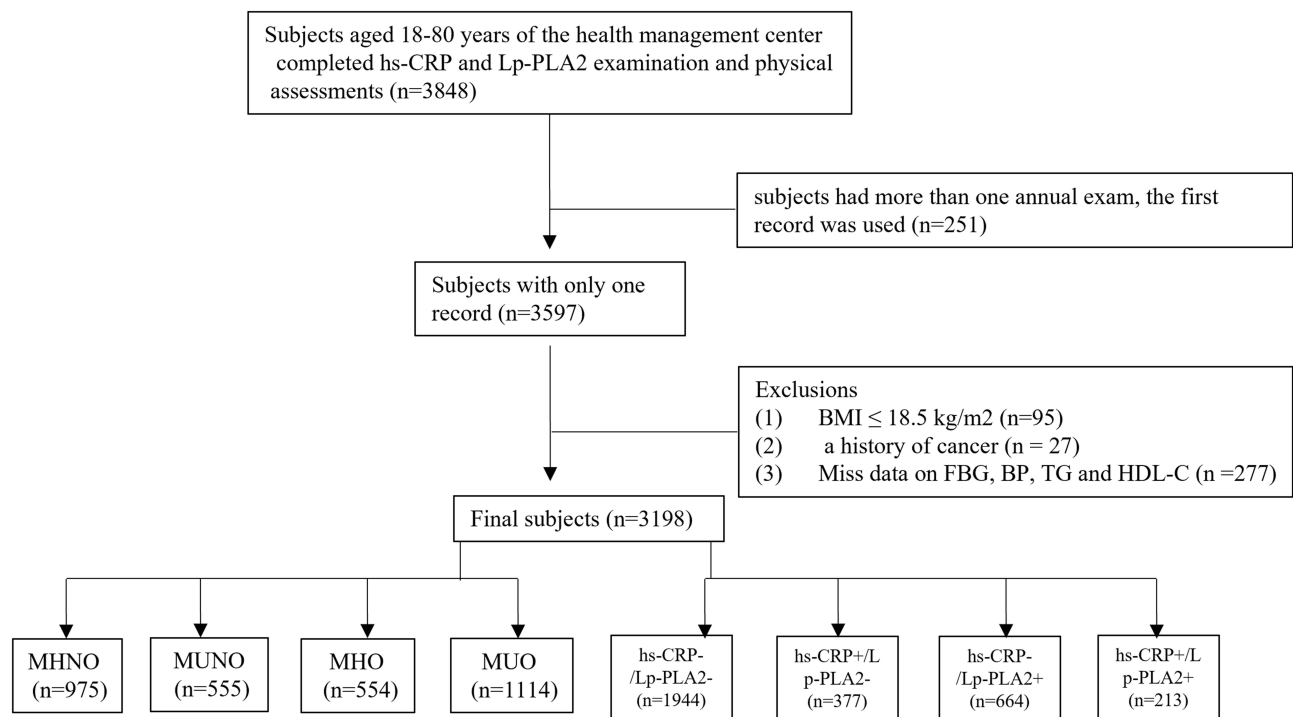 Subjects aged 18-80 years of the health management center
completed hs-CRP and Lp-PLA2 examination and physical
assessments (n=3848)
subjects had more than one annual exam, the first
record was used (n=251)
Subjects with only one
record (n=3597)
Exclusions
(1) BMI ≤ 18.5 kg/m2 (n=95)
(2) a history of cancer (n = 27)
(3) Miss data on FBG, BP, TG and HDL-C (n =277)
Final subjects (n=3198)
MHNO
(n=975)
MUNO
(n=555)
MHO
(n=554)
MUO
(n=1114)
hs-CRP-
/Lp-PLA2-
(n=1944)
hs-CRP+/L
p-PLA2-
(n=377)
hs-CRP-
/Lp-PLA2+
(n=664)
hs-CRP+/L
p-PLA2+
(n=213)